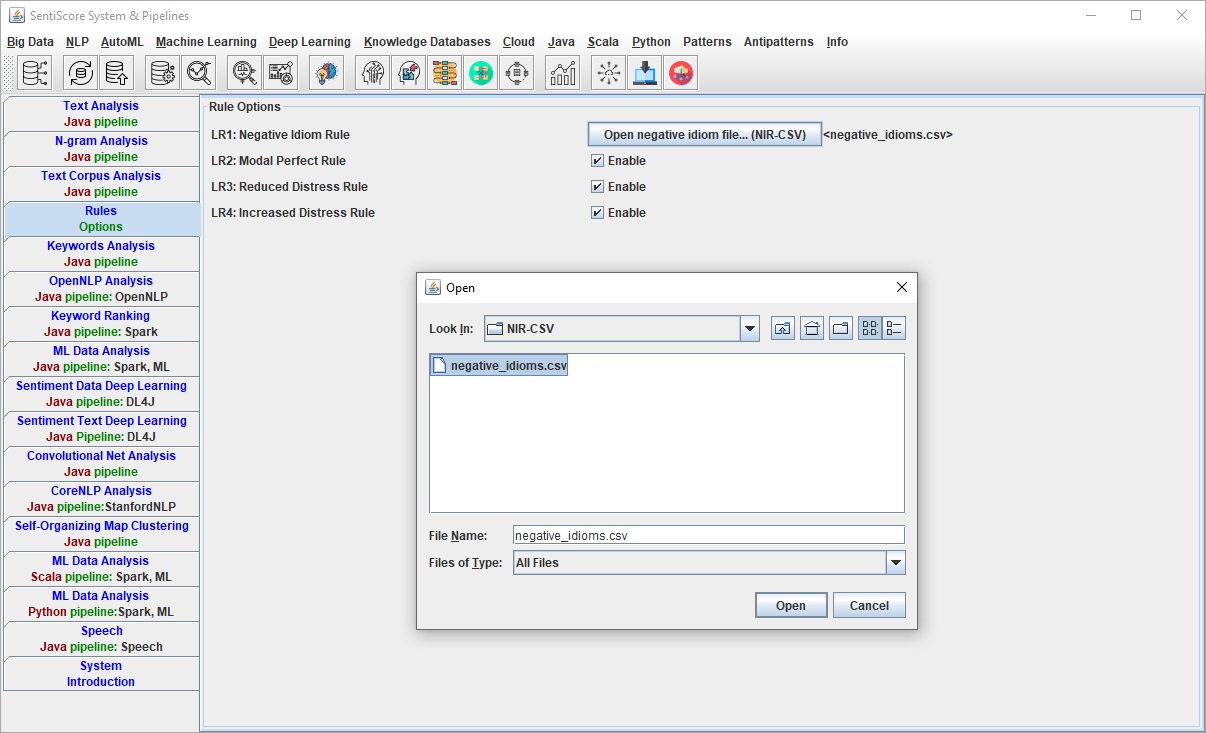 SentiScore System & Pipelines
Big Data NLP AutoML Machine Learning Deep Learning Knowledge Databases Cloud Java Scala Python Patterns Antipatterns Info
Text Analysis
Java pipeline
N-gram Analysis
Java pipeline
Text Corpus Analysis
Java pipeline
Rules
Options
Keywords Analysis
Java pipeline
OpenNLP Analysis
Java pipeline: OpenNLP
Keyword Ranking
Java pipeline: Spark
ML Data Analysis
Java pipeline: Spark, ML
Sentiment Data Deep Learning
Java pipeline: DL4J
Sentiment Text Deep Learning
Java Pipeline: DL4J
Convolutional Net Analysis
Java pipeline
CoreNLP Analysis
Java pipeline:StanfordNLP
Self-Organizing Map Clustering
Java pipeline
ML Data Analysis
Scala pipeline: Spark, ML
ML Data Analysis
Python pipeline:Spark, ML
Speech
Java pipeline: Speech
System
Introduction
Rule Options
LR1: Negative Idiom Rule Open negative idiom file... (NIR-CSV) <negative_idioms.csv>
LR2: Modal Perfect Rule Enable
LR3: Reduced Distress Rule Enable
LR4: Increased Distress Rule Enable
Open
Look In: NIR-CSV
negative_idioms.csv
File Name: negative_idioms.csv
Files of Type: All Files
Open Cancel